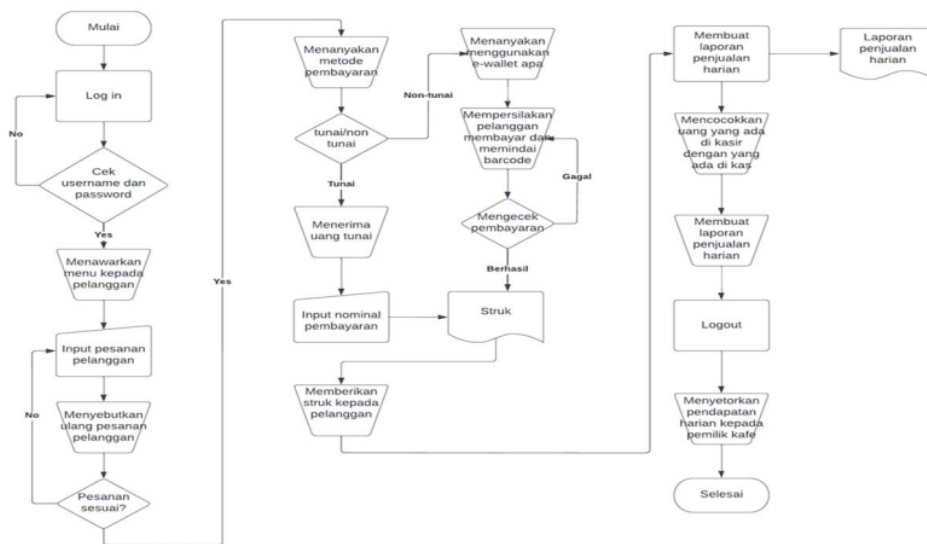 Mulai
Log in
No
Cek
username dan
password
Yes
Menawarkan
menu kepada
pelanggan
Input pesanan
pelanggan
No
Menyebutkan
ulang pesanan
pelanggan
Pesanan
sesuai?
Yes
Menanyakan
metode
pembayaran
tunai/non
tunai
Non-tunai
Tunai
Menerima
uang tunai
Input nominal
pembayaran
Menanyakan
menggunakan
e-wallet apa
Mempersilakan
pelanggan
membayar dan
memindai
barcode
Gagal
Mengecek
pembayaran
Berhasil
Struk
Memberikan
struk kepada
pelanggan
Membuat
laporan
penjualan
harian
Laporan
penjualan
harian
Mencocokkan
uang yang ada
di kasir
dengan yang
ada di kas
Membuat
laporan
penjualan
harian
Logout
Menyetorkan
pendapatan
harian kepada
pemilik kafe
Selesai